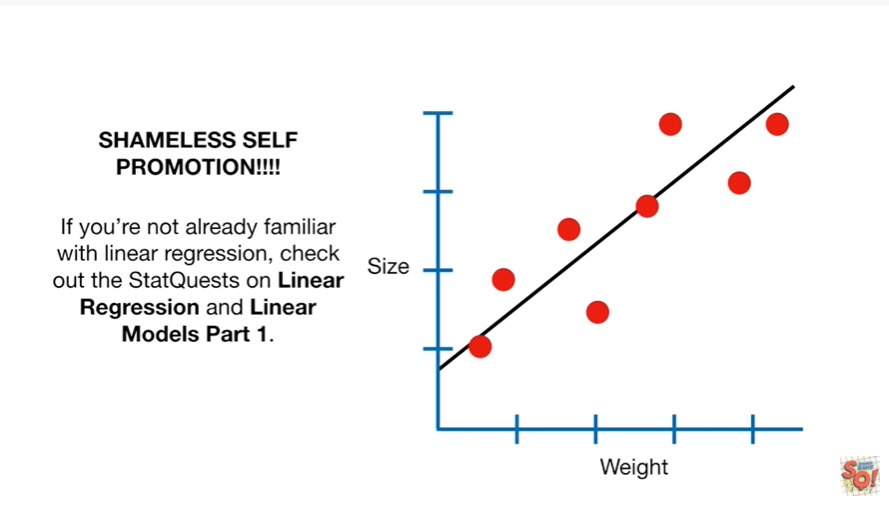 SHAMELESS SELF
PROMOTION!!!!
If you’re not already familiar
with linear regression, check
out the StatQuests on Linear
Regression and Linear
Models Part 1.
Size
Weight
SQ!